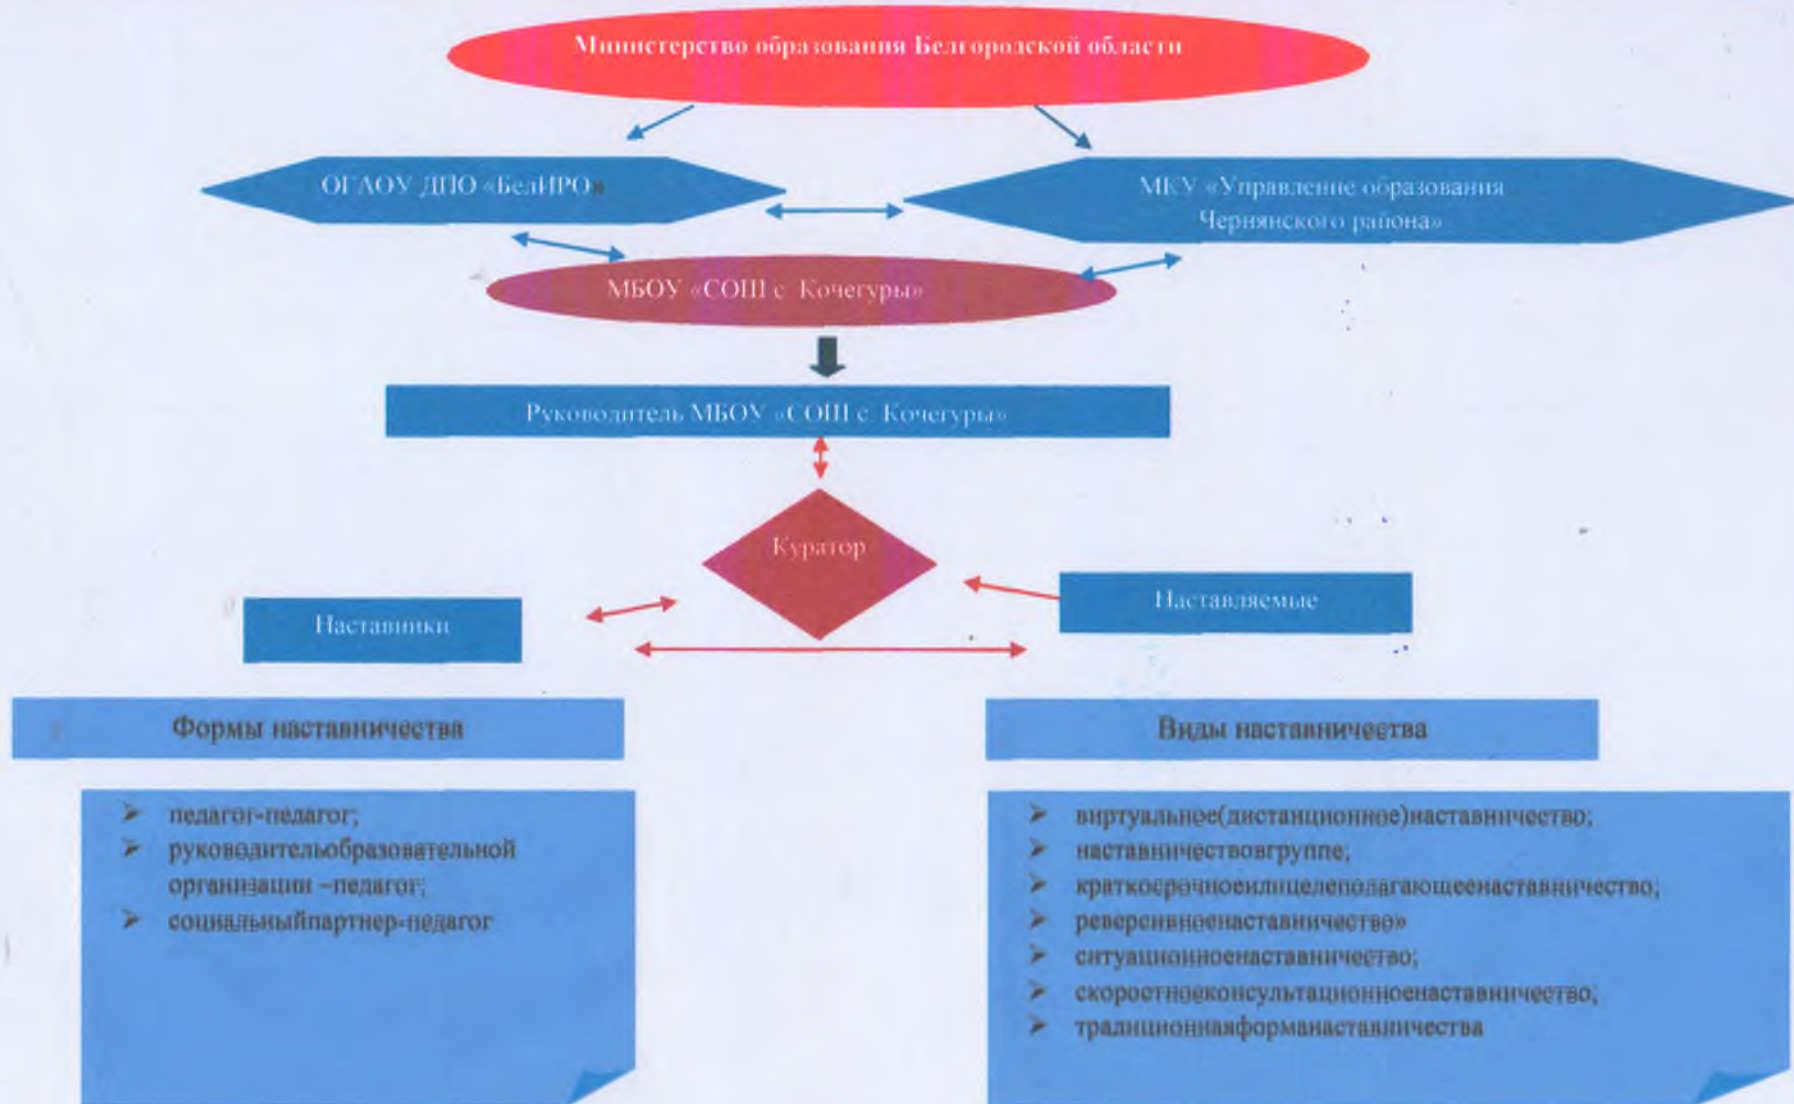 Министерство образования Белгородской области
ОГАОУ ДПО «БелИРО»
МКУ «Управление образования
Чернянского района»
МБОУ «СОШ с. Кочегуры»
Руководитель МБОУ «СОШ с. Кочегуры»
Куратор
Наставники
Наставляемые
Формы наставничества
➢ педагог-педагог;
➢ руководительобразовательной
организации –педагог;
➢ социальныйпартнер-педагог
Виды наставничества
➢ виртуальное(дистанционное)наставничество;
➢ наставничествовгруппе;
➢ краткосрочноеилицелеполагающеенаставничество;
➢ реверсивноенаставничество»
➢ ситуационноенаставничество;
➢ скоростноеконсультационноенаставничество;
➢ традиционнаяформанаставничества